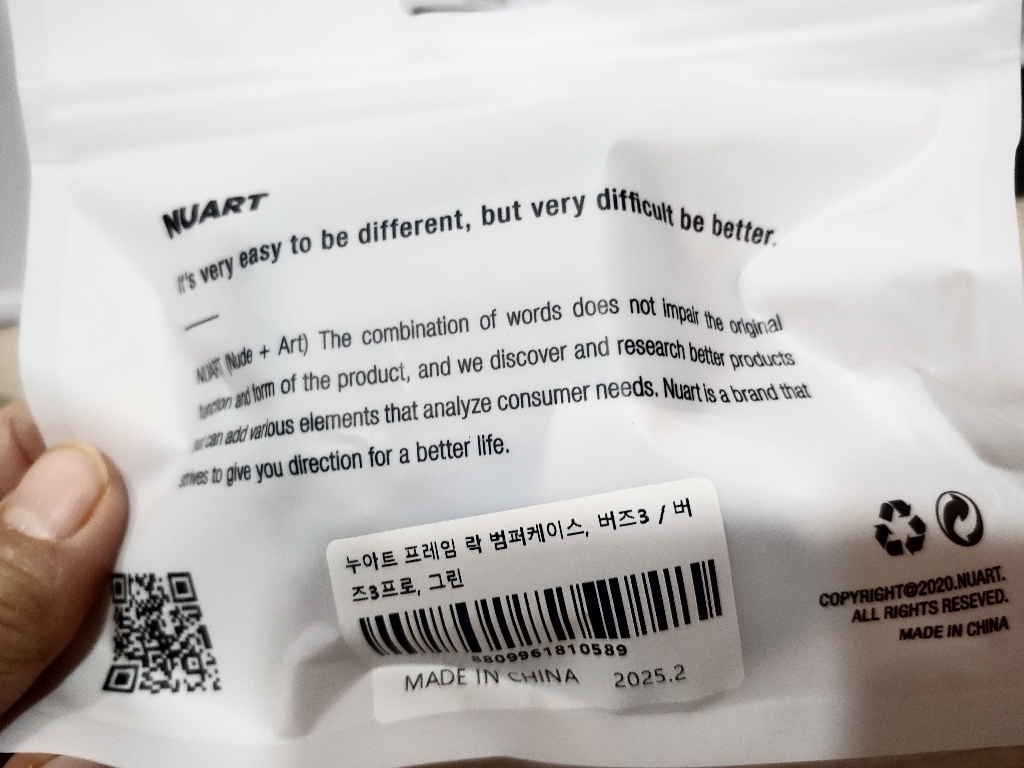 NUART
It's very easy to be different, but very difficult be better.
NUART (Nude + Art) The combination of words does not impair the original
function and form of the product, and we discover and research better products
can add various elements that analyze consumer needs. Nuart is a brand that
strives to give you direction for a better life.
누아트 프레임 락 범퍼케이스, 버즈3 / 버
즈3프로, 그린
8809961810589
MADE IN CHINA 2025.2
COPYRIGHT@2020.NUART.
ALL RIGHTS RESEVED.
MADE IN CHINA